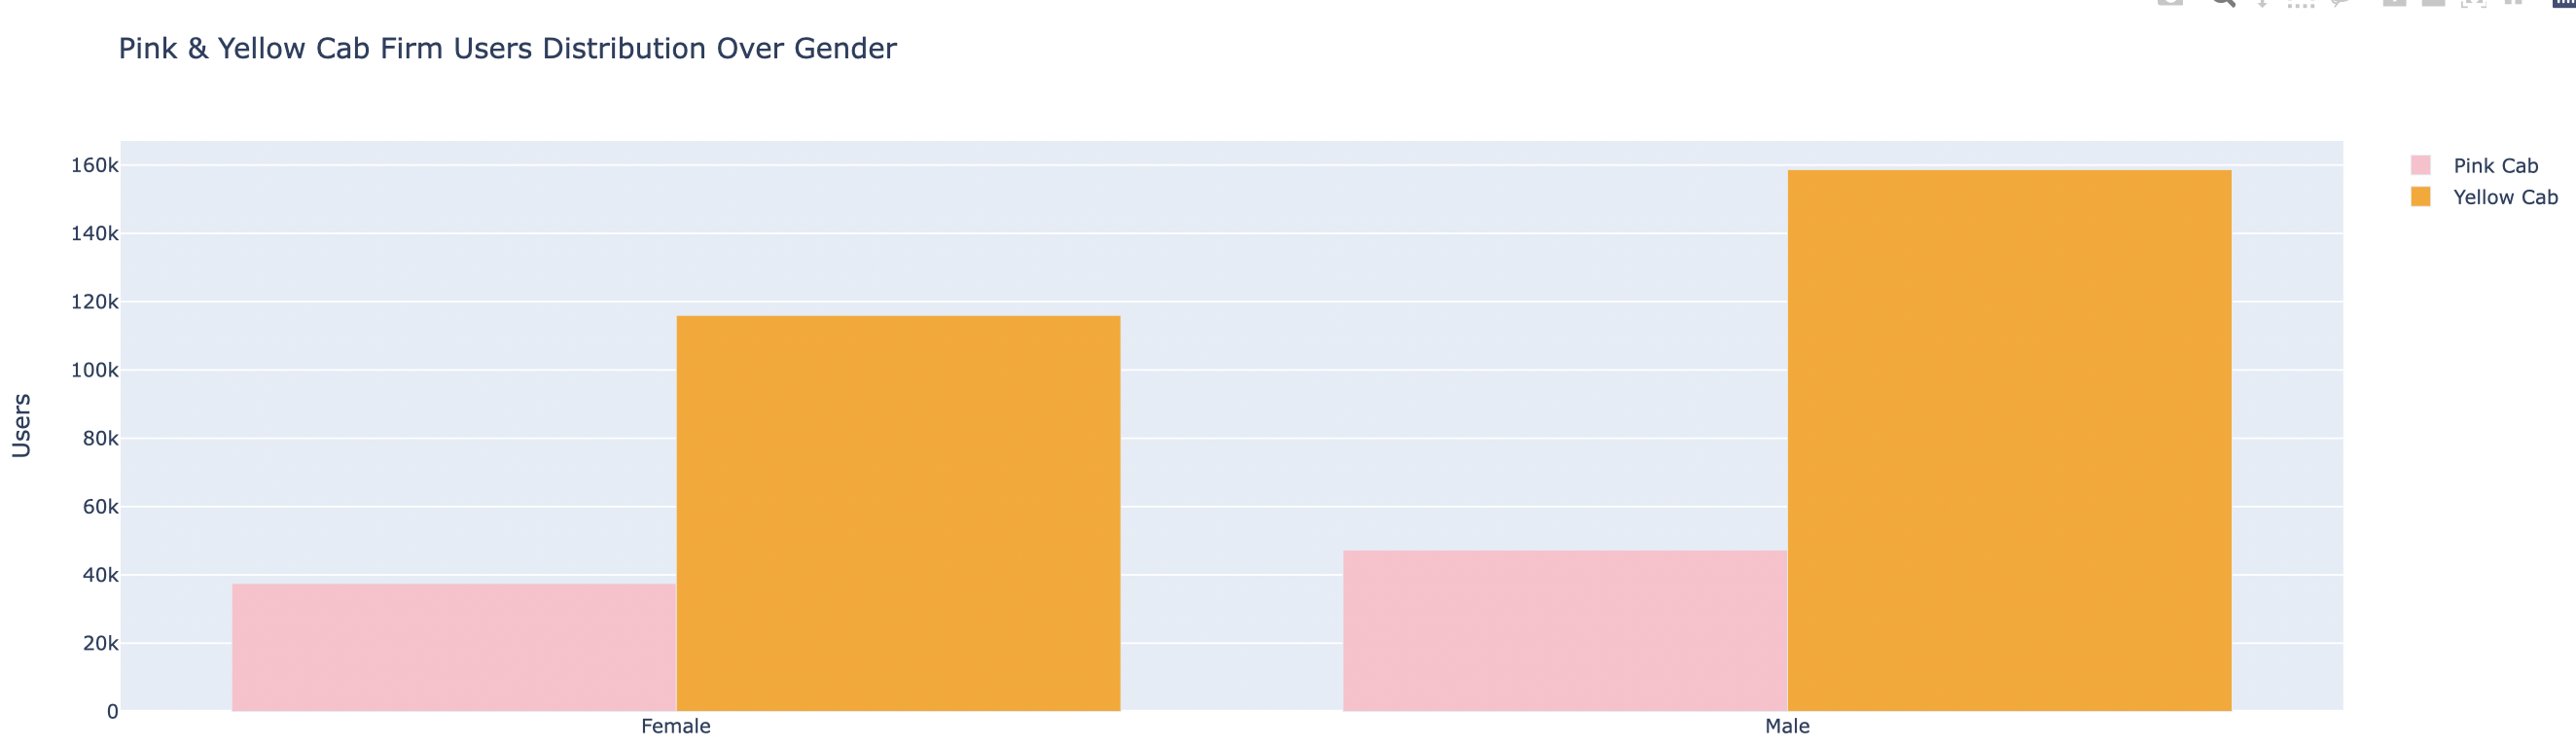 Pink & Yellow Cab Firm Users Distribution Over Gender
160k
140k
120k
100k
80k
60k
40k
20k
0
Users
Female
Male
Pink Cab
Yellow Cab